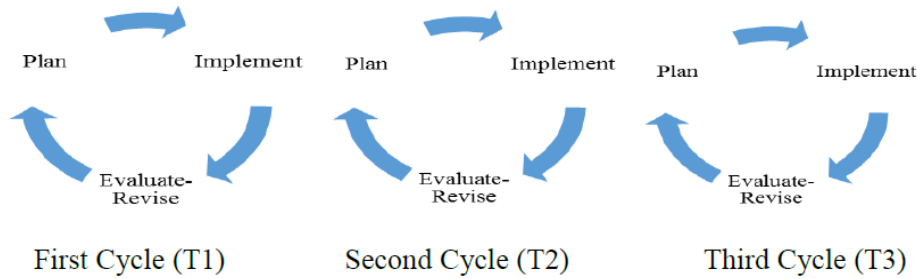 Plan
Implement
Evaluate-
Revise
First Cycle (T1)
Plan
Implement
Evaluate-
Revise
Second Cycle (T2)
Plan
Implement
Evaluate-
Revise
Third Cycle (T3)